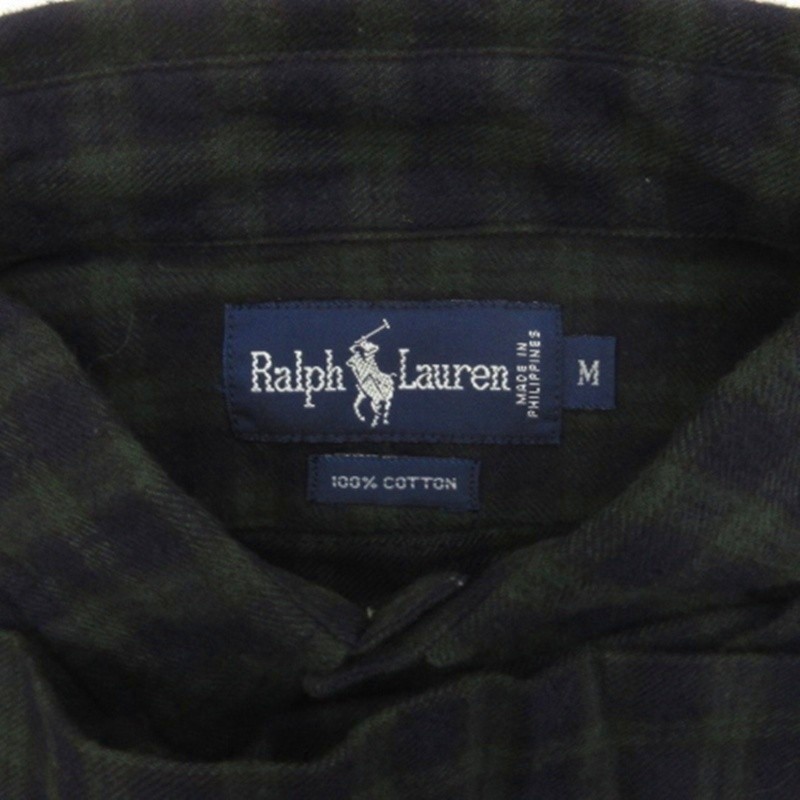 Ralph Lauren
MADE IN
PHILIPPINES
M
100% COTTON